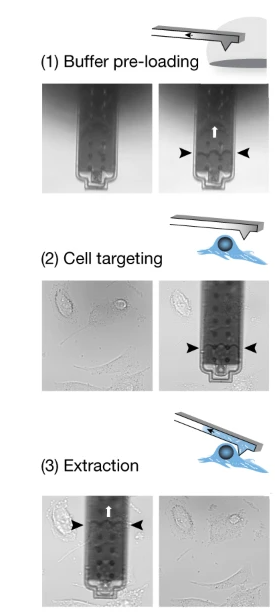 (1) Buffer pre-loading
(2) Cell targeting
(3) Extraction